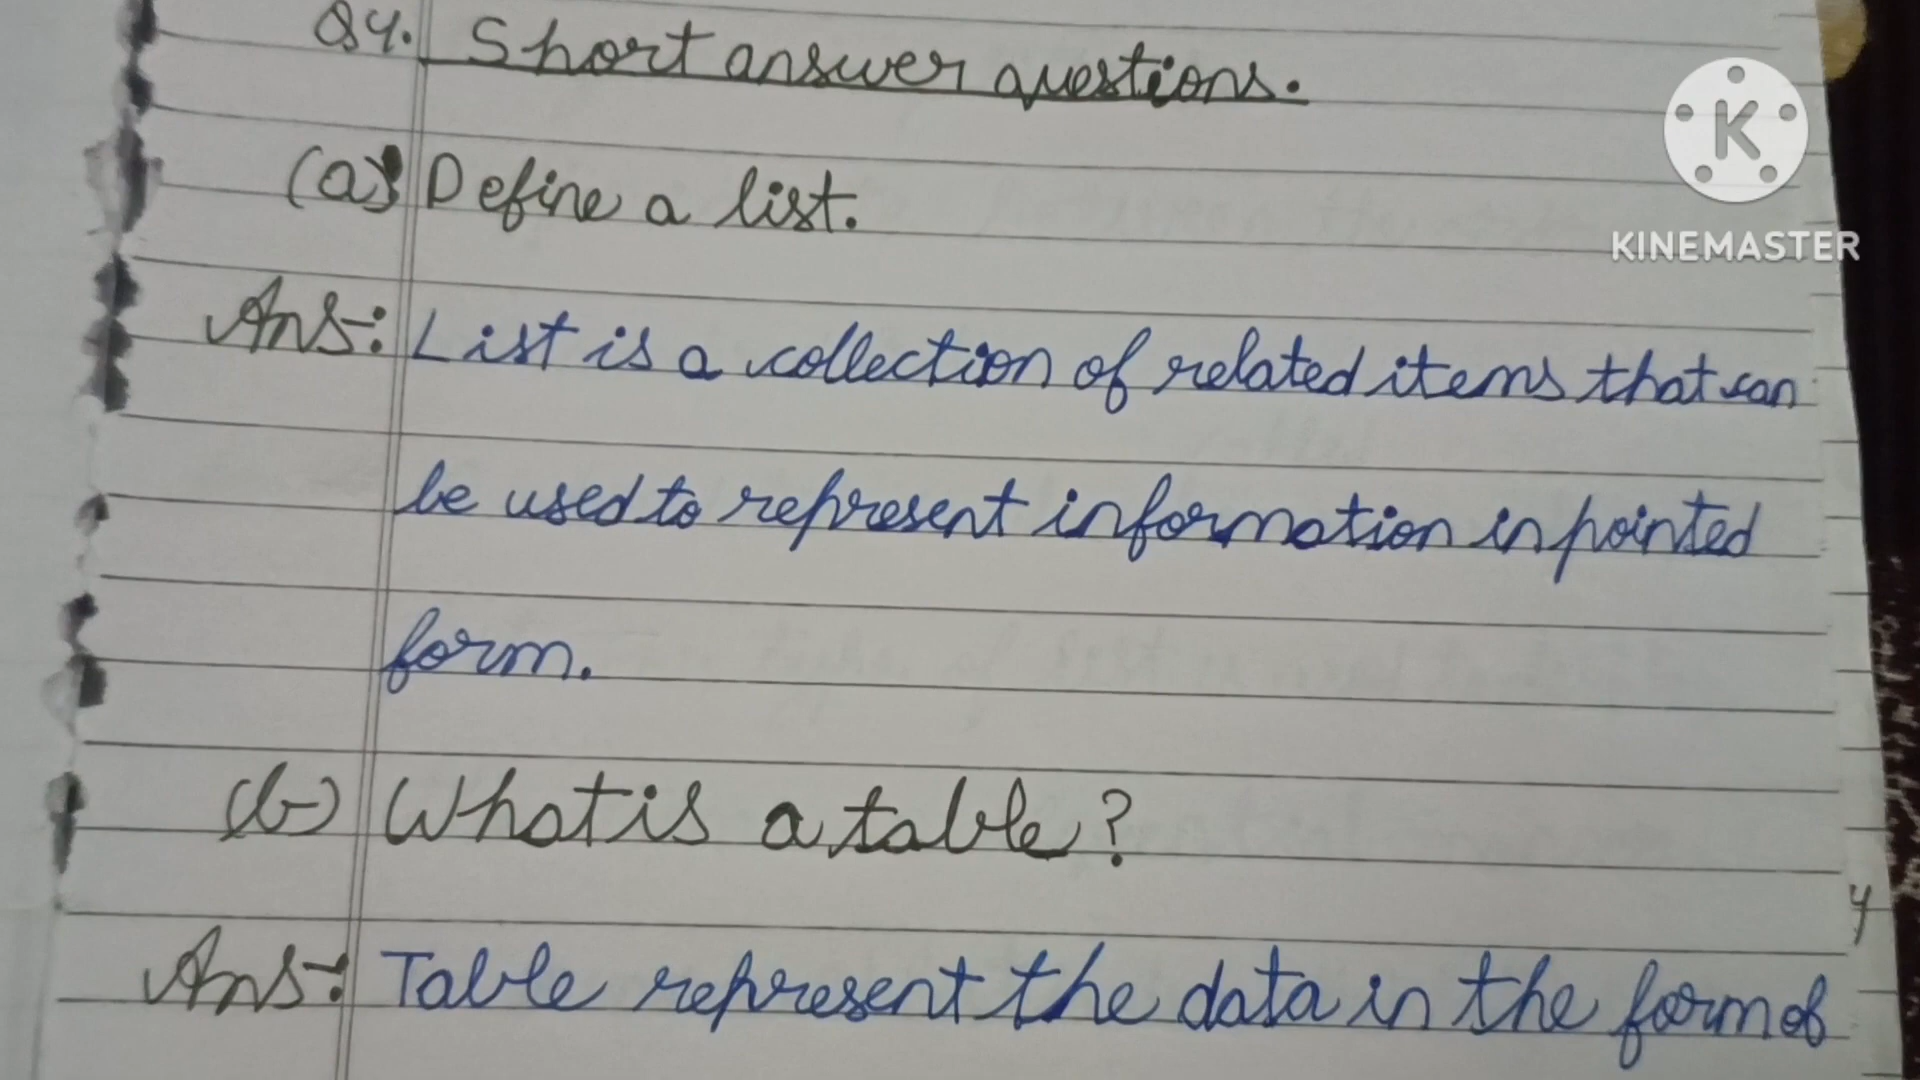 Q4. Short answer questions.
(a) Define a list.
Ans:- List is a collection of related items that can
be used to represent information in pointed
form.
(b) What is a table?
Ans:- Table represent the data in the form of
K
KINEMASTER